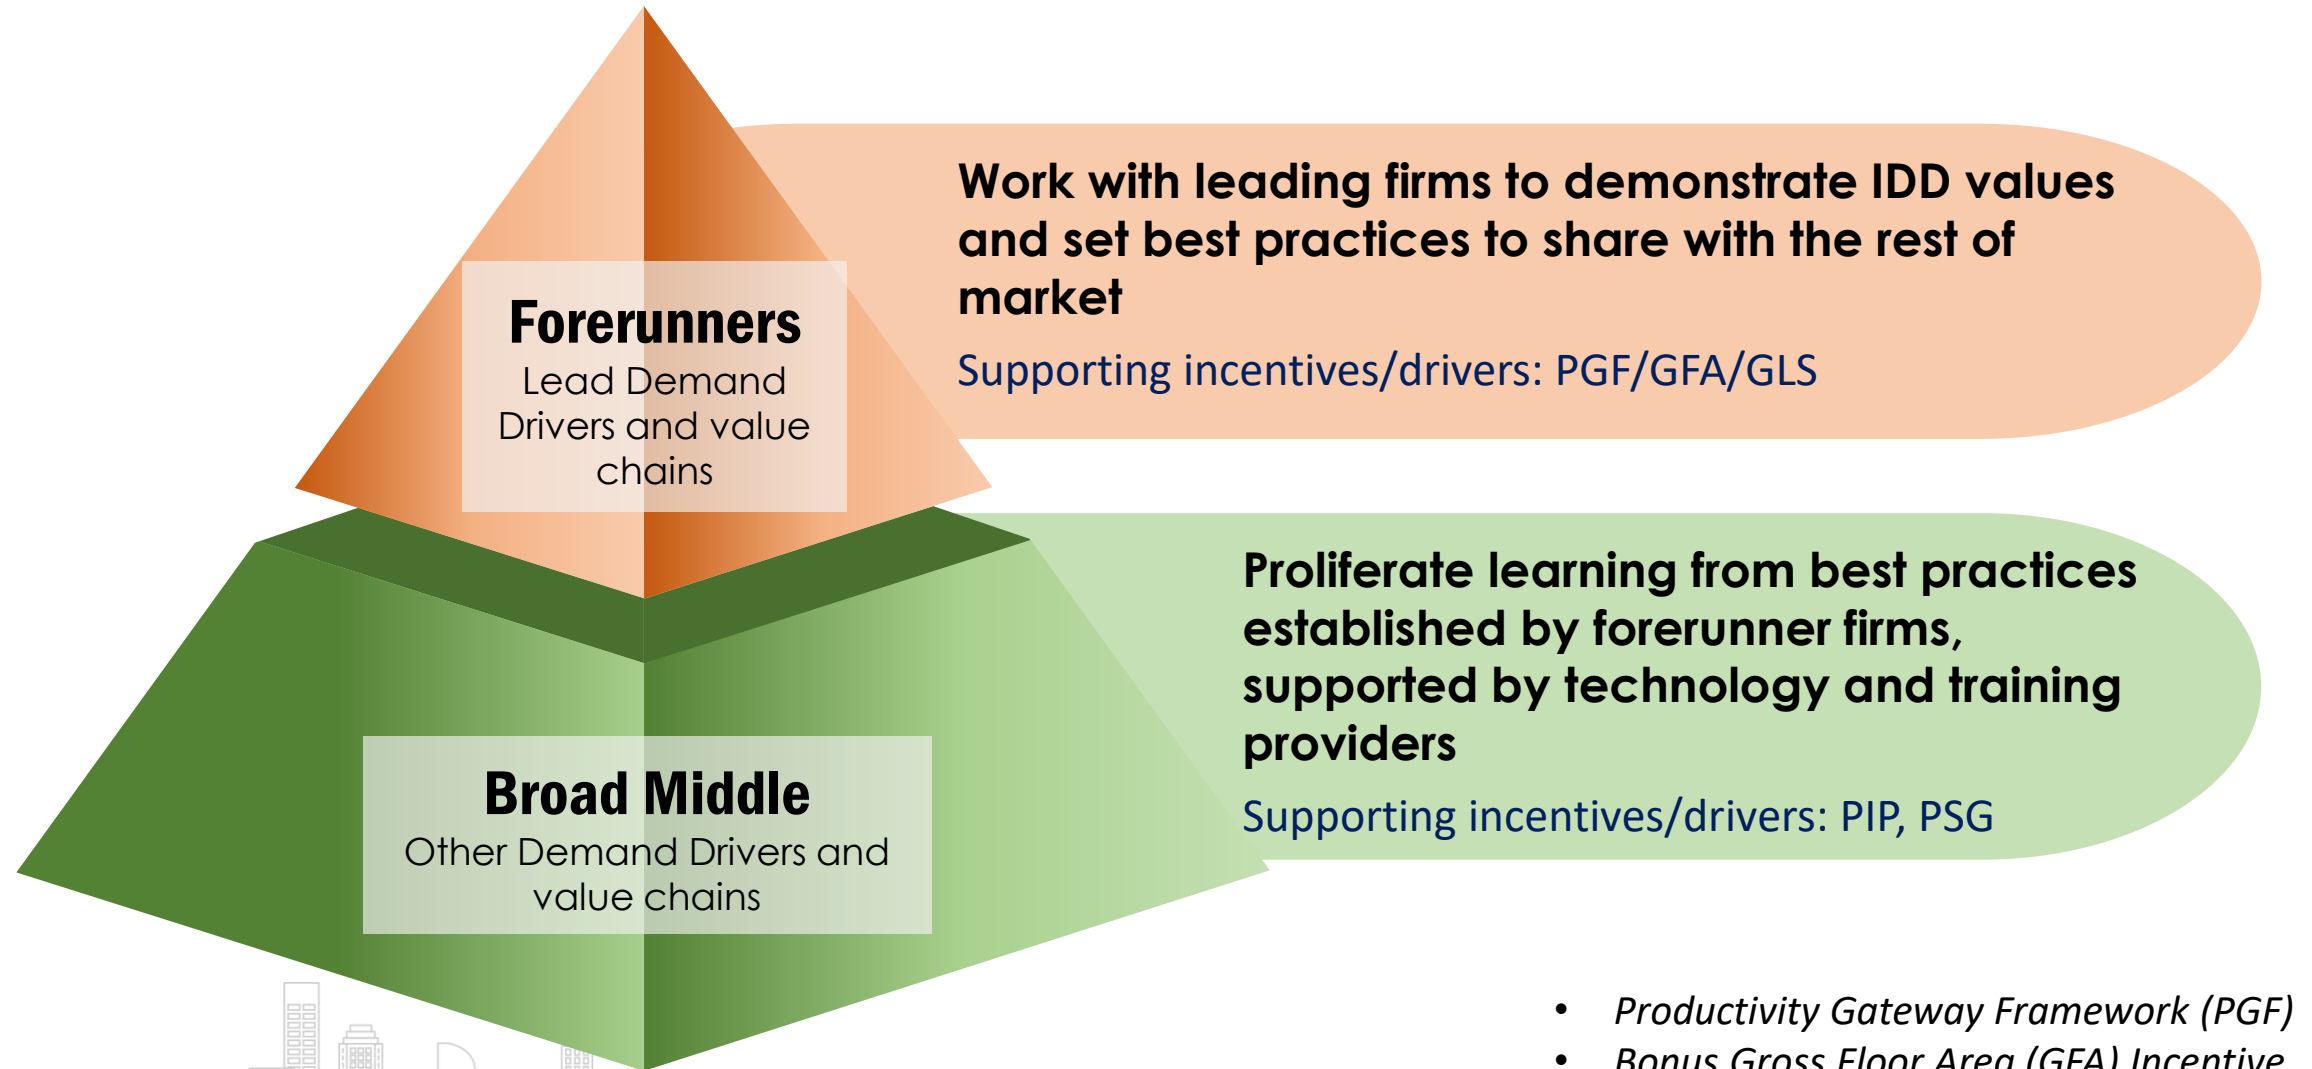 Work with leading firms to demonstrate IDD values
and set best practices to share with the rest of
market
Supporting incentives/drivers: PGF/GFA/GLS
Forerunners
Lead Demand
Drivers and value
chains
Proliferate learning from best practices
established by forerunner firms,
supported by technology and training
providers
Supporting incentives/drivers: PIP, PSG
Broad Middle
Other Demand Drivers and
value chains
• Productivity Gateway Framework (PGF)
• Bonus Gross Floor Area (GFA) Incentive